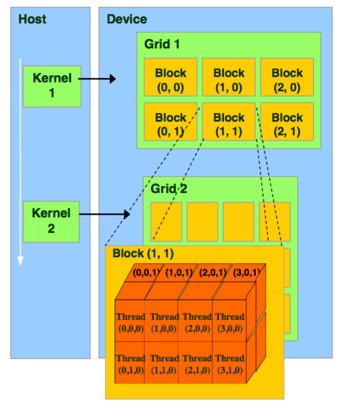 Host
Device
Grid 1
Kernel
1
Block
(0, 0)
Block
(1, 0)
Block
(2, 0)
Block
(0, 1)
Block
(1, 1)
Block
(2, 1)
Kernel
2
Grid 2
Block (1, 1)
(0,0,1) (1,0,1) (2,0,1) (3,0,1)
Thread
(0,0,0)
Thread
(1,0,0)
Thread
(2,0,0)
Thread
(3,0,0)
Thread
(0,1,0)
Thread
(1,1,0)
Thread
(2,1,0)
Thread
(3,1,0)